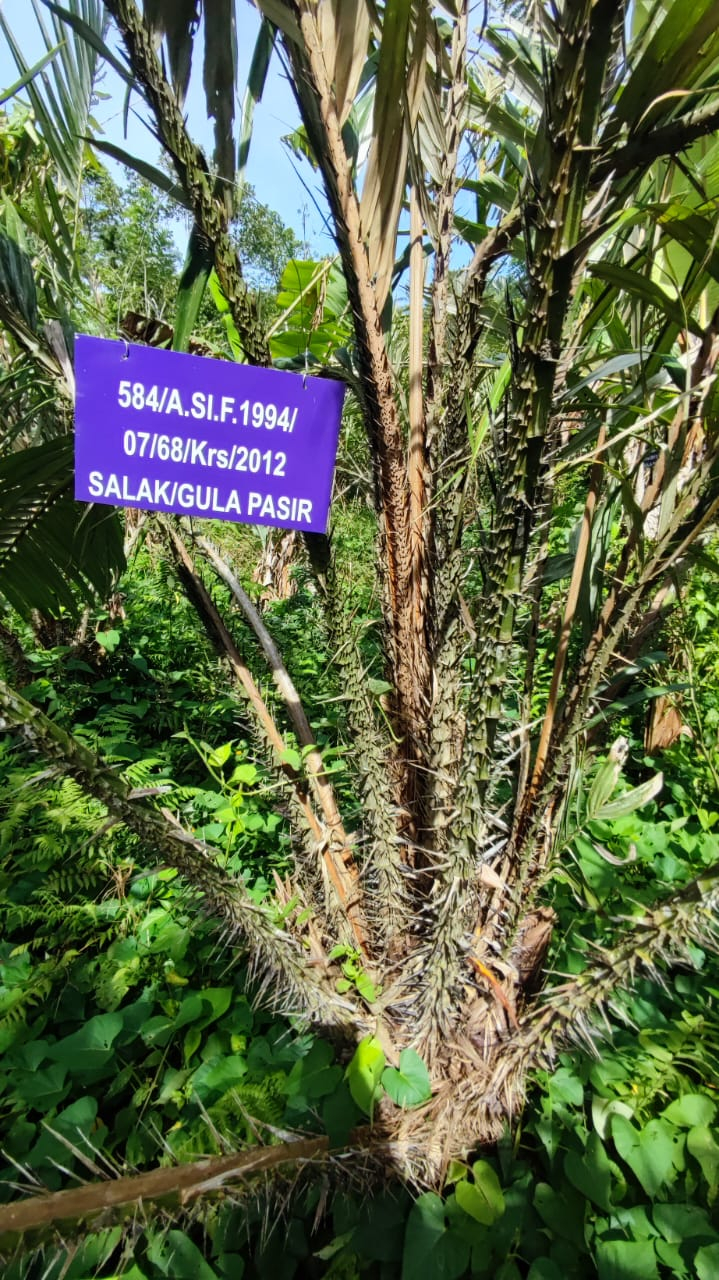 584/A.SI.F.1994/
07/68/Krs/2012
SALAK/GULA PASIR